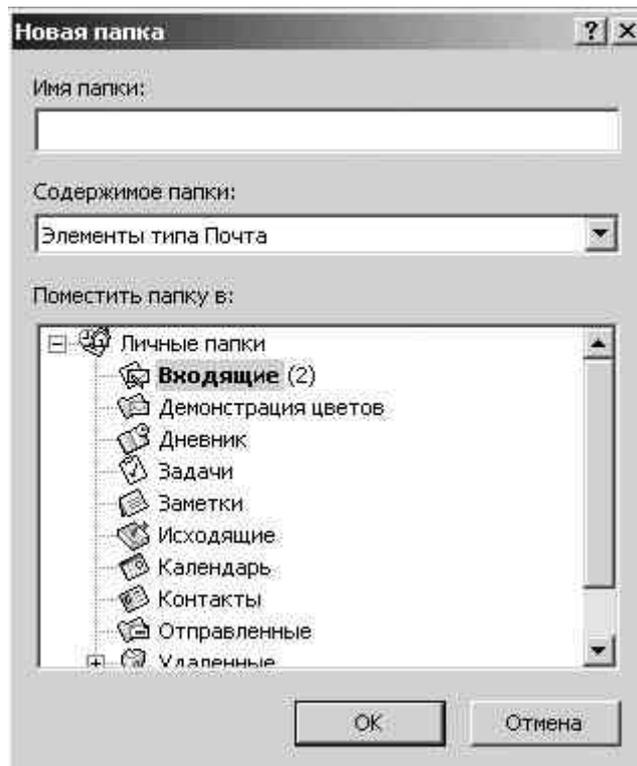 Новая папка
Имя папки:
Содержимое папки:
Элементы типа Почта
Поместить папку в:
Личные папки
Входящие (2)
Демонстрация цветов
Дневник
Задачи
Заметки
Исходящие
Календарь
Контакты
Отправленные
Удаленные
ОК
Отмена